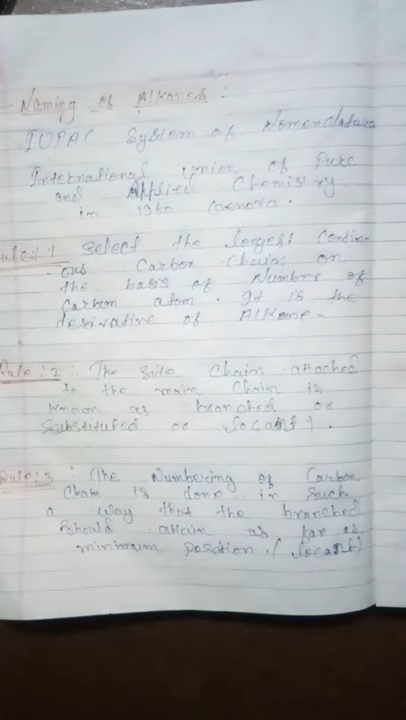 Naming of Alkanes :
IUPAC System of Nomenclature
International Union of Pure
and Applied Chemistry
in 1960 Genova.
Rule: 1 Select the longest Contin
ous Carbon Chain on
the basis of Number of
Carbon atom. It is the
derivative of Alkane.
Rule: 2 : The Side Chain attached
to the main Chain is
Known as branched or
Substituted or locant).
Rule: 3 : The Numbering of Carbon
Chain is done in such
a way that the branched
should as far as
minimum Position. (locant)